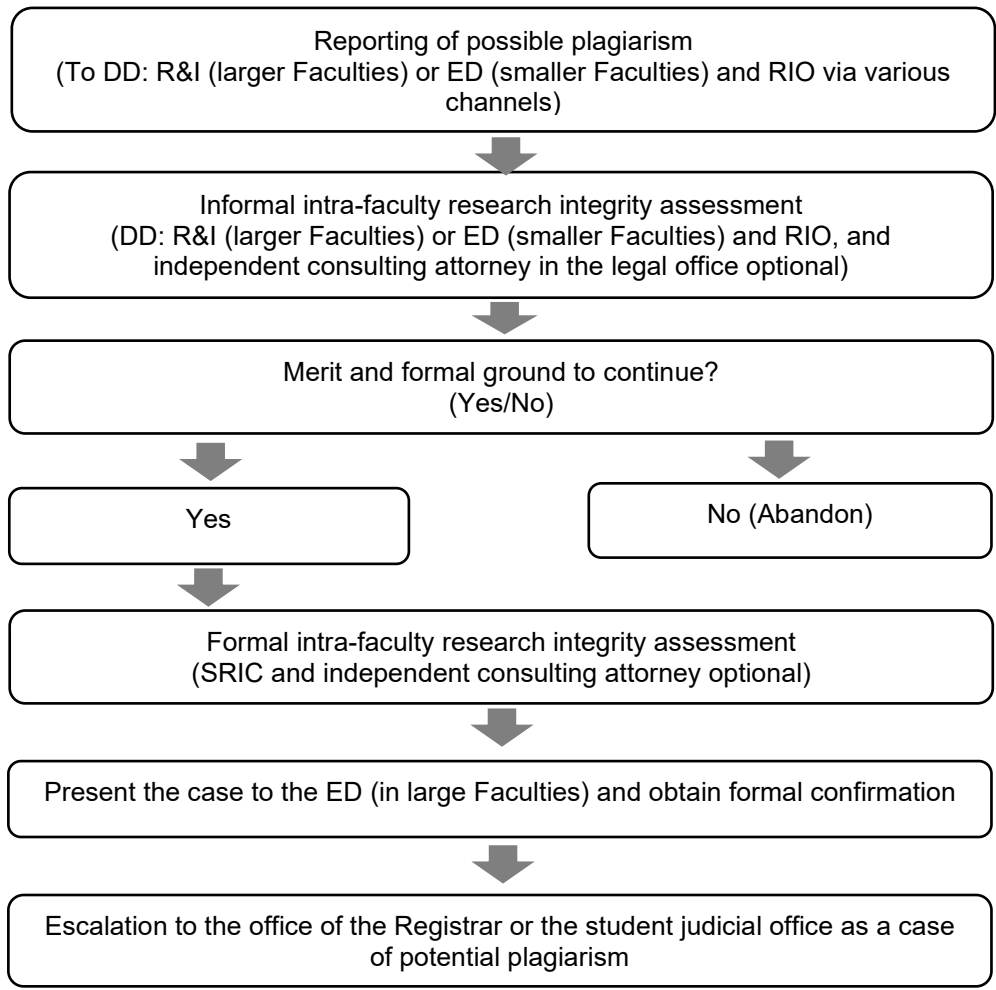 Reporting of possible plagiarism
(To DD: R&I (larger Faculties) or ED (smaller Faculties) and RIO via various
channels)
Informal intra-faculty research integrity assessment
(DD: R&I (larger Faculties) or ED (smaller Faculties) and RIO, and
independent consulting attorney in the legal office optional)
Merit and formal ground to continue?
(Yes/No)
Yes
No (Abandon)
Formal intra-faculty research integrity assessment
(SRIC and independent consulting attorney optional)
Present the case to the ED (in large Faculties) and obtain formal confirmation
Escalation to the office of the Registrar or the student judicial office as a case
of potential plagiarism